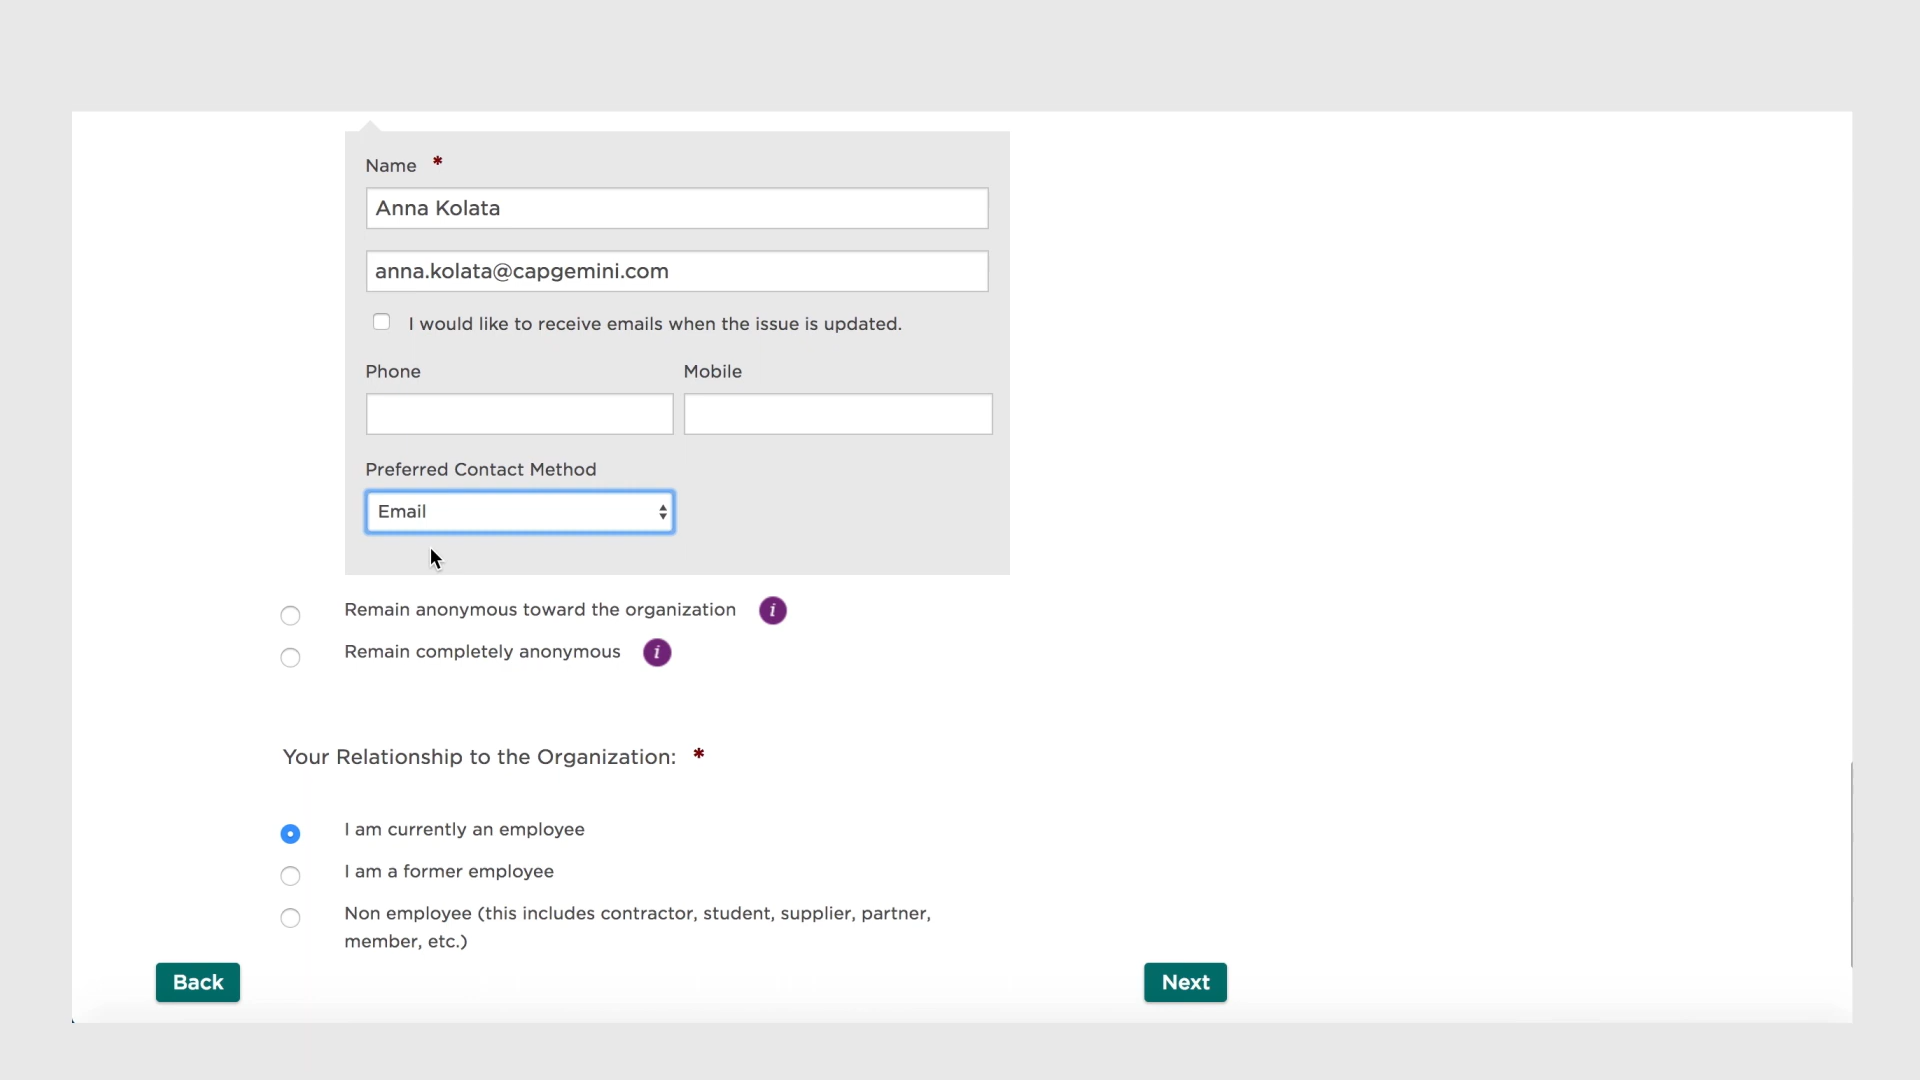 Name *
Anna Kolata
anna.kolata@capgemini.com
I would like to receive emails when the issue is updated.
Phone Mobile
Preferred Contact Method
Email
Remain anonymous toward the organization i
Remain completely anonymous i
Your Relationship to the Organization: *
I am currently an employee
I am a former employee
Non employee (this includes contractor, student, supplier, partner,
member, etc.)
Back Next